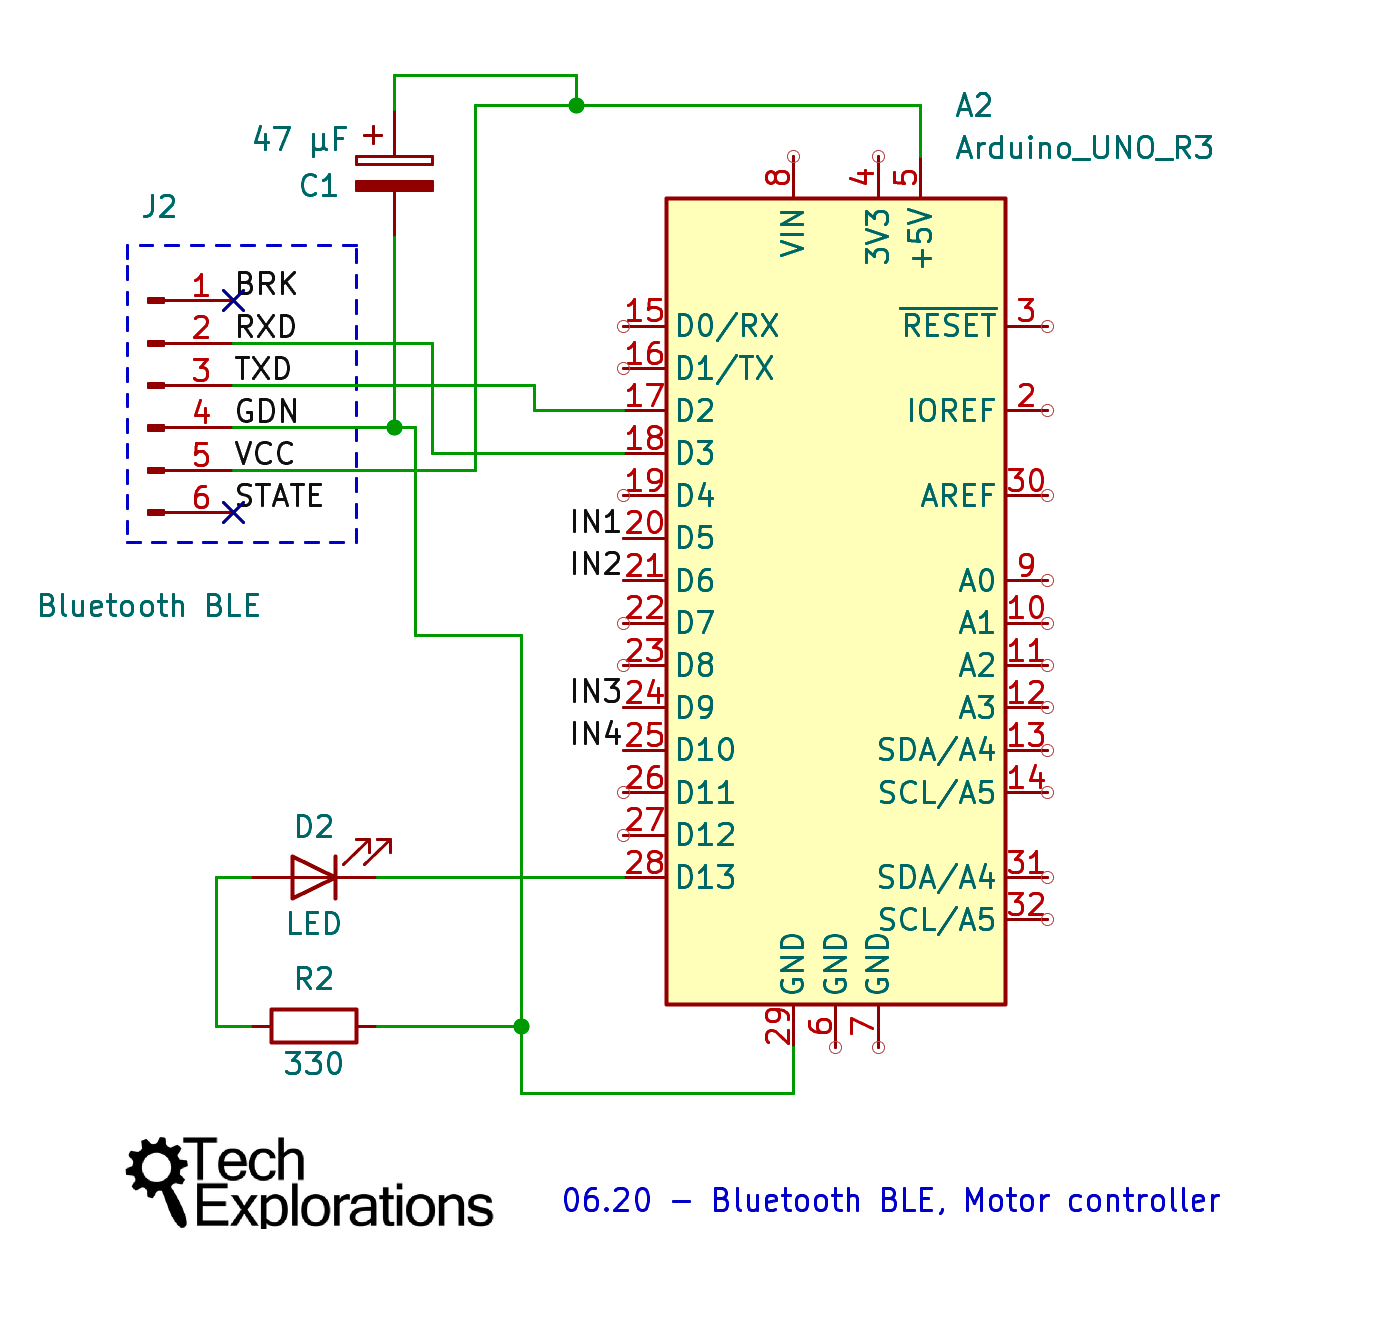 47 µF
+
C1
J2
1 BRK
2 RXD
3 TXD
4 GDN
5 VCC
6 STATE
Bluetooth BLE
A2
Arduino_UNO_R3
8 4 5
VIN 3V3 +5V
15 D0/RX
16 D1/TX
17 D2
18 D3
19 D4
IN1 20 D5
IN2 21 D6
22 D7
23 D8
IN3 24 D9
IN4 25 D10
26 D11
27 D12
28 D13
RESET 3
IOREF 2
AREF 30
A0 9
A1 10
A2 11
A3 12
SDA/A4 13
SCL/A5 14
SDA/A4 31
SCL/A5 32
GND GND GND
29 6 7
D2
LED
R2
330
Tech
Explorations
06.20 - Bluetooth BLE, Motor controller